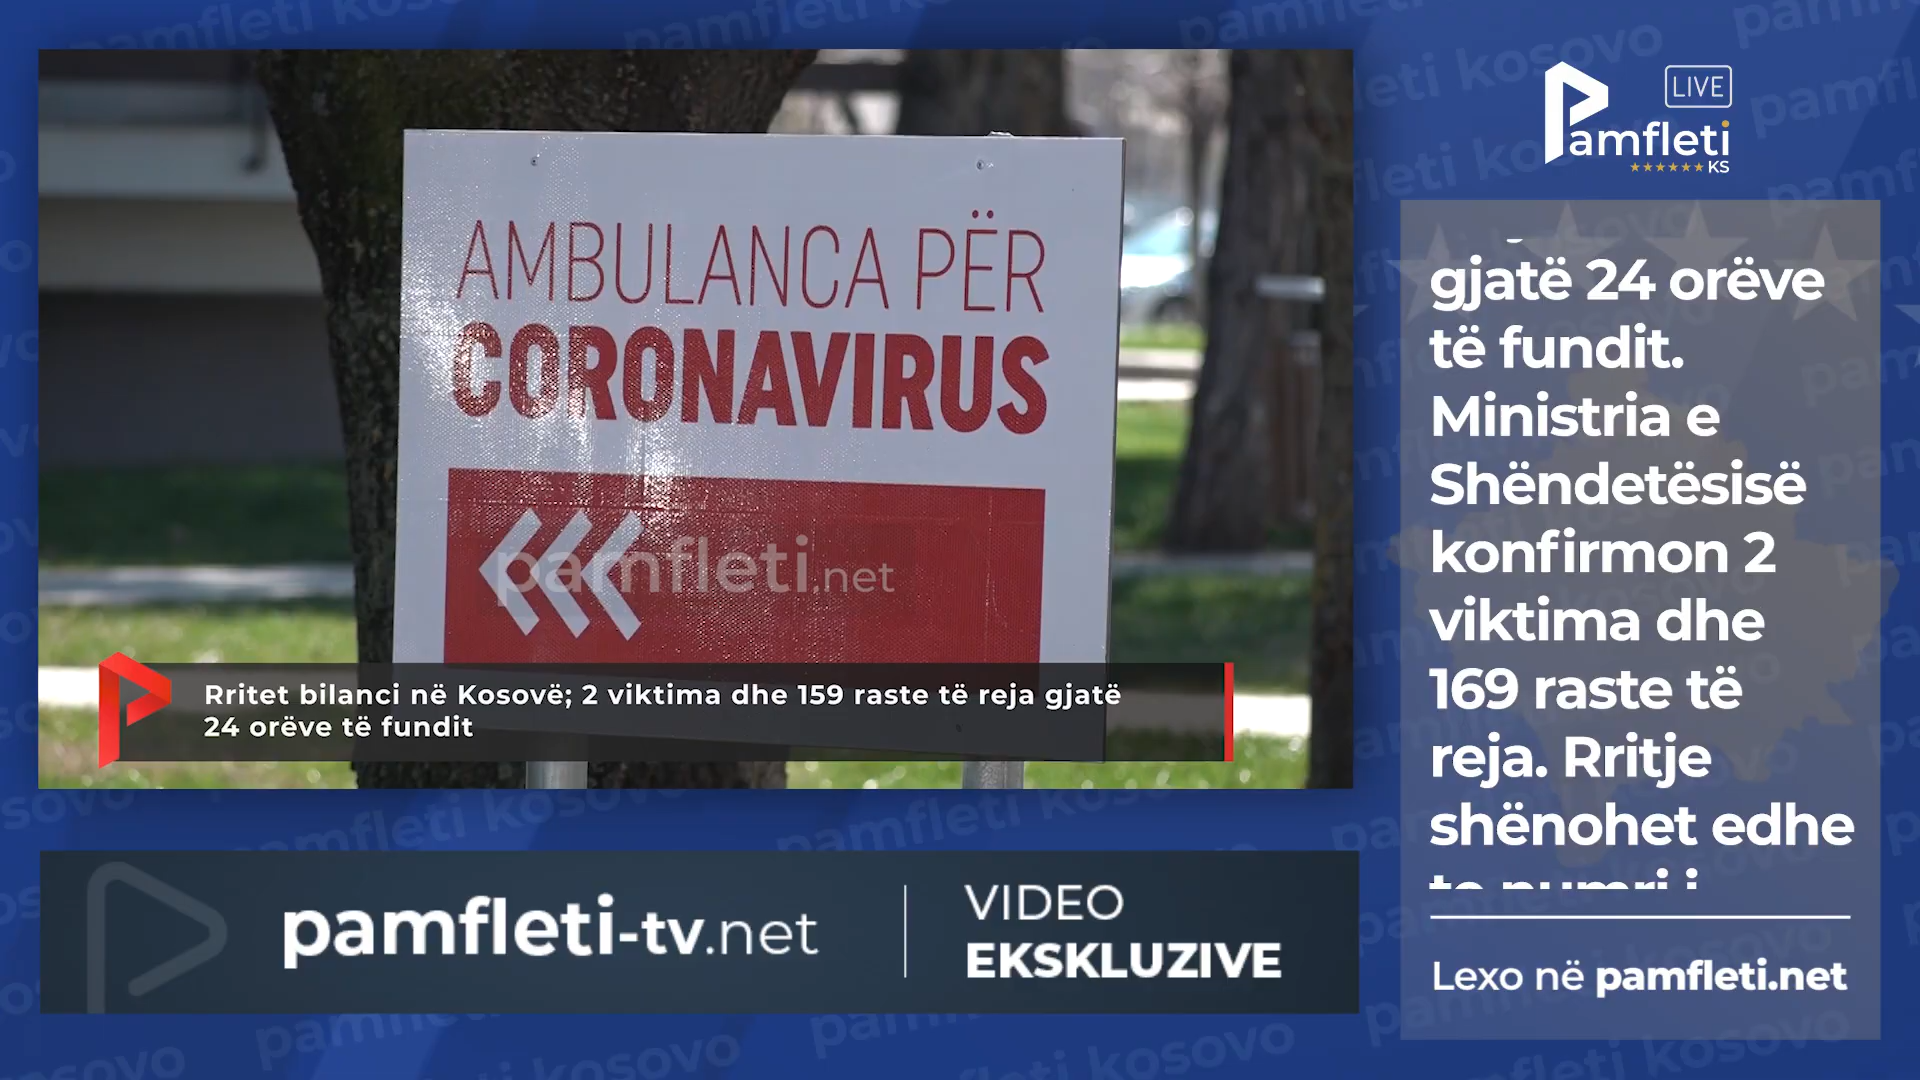 AMBULANCA PËR
CORONAVIRUS
pamfleti.net
Rritet bilanci në Kosovë; 2 viktima dhe 159 raste të reja gjatë
24 orëve të fundit
pamfleti-tv.net
VIDEO
EKSKLUZIVE
LIVE
Pamfleti
KS
gjatë 24 orëve
të fundit.
Ministria e
Shëndetësisë
konfirmon 2
viktima dhe
169 raste të
reja. Rritje
shënohet edhe
Lexo në pamfleti.net